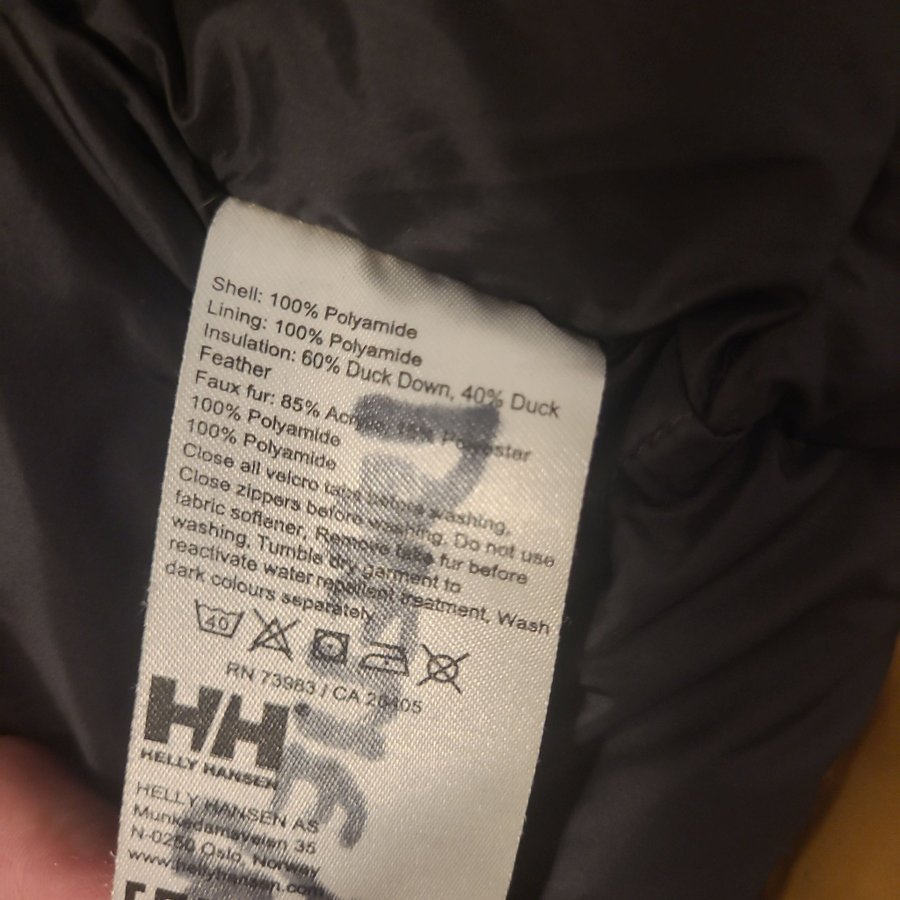 Shell: 100% Polyamide
Lining: 100% Polyamide
Insulation: 60% Duck Down, 40% Duck
Feather
Faux fur: 85% Acrylic, 15% Polyester
100% Polyamide
100% Polyamide
Close all velcro tabs before washing.
Close zippers before washing. Do not use
fabric softener. Remove fake fur before
washing. Tumble dry garment to
reactivate water repellent treatment. Wash
dark colours separately.
40
RN 73983 / CA 20405
HH
HELLY HANSEN
HELLY HANSEN AS
Munkedamsveien 35
N-0250 Oslo, Norway
www.hellyhansen.com